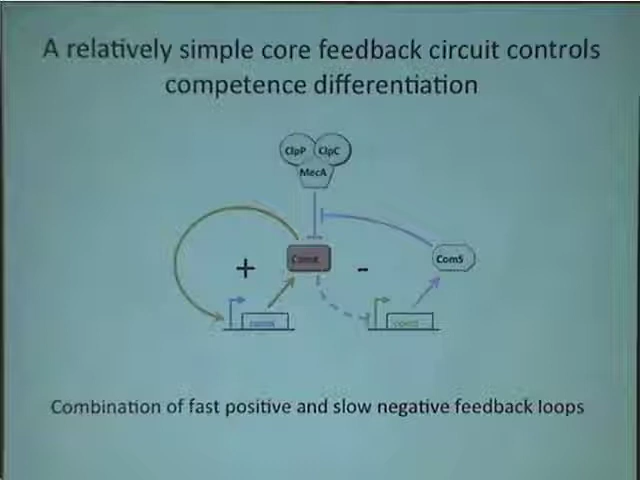 A relatively simple core feedback circuit controls
competence differentiation
ClpP ClpC
MecA
ComK
ComS
+ -
Combination of fast positive and slow negative feedback loops